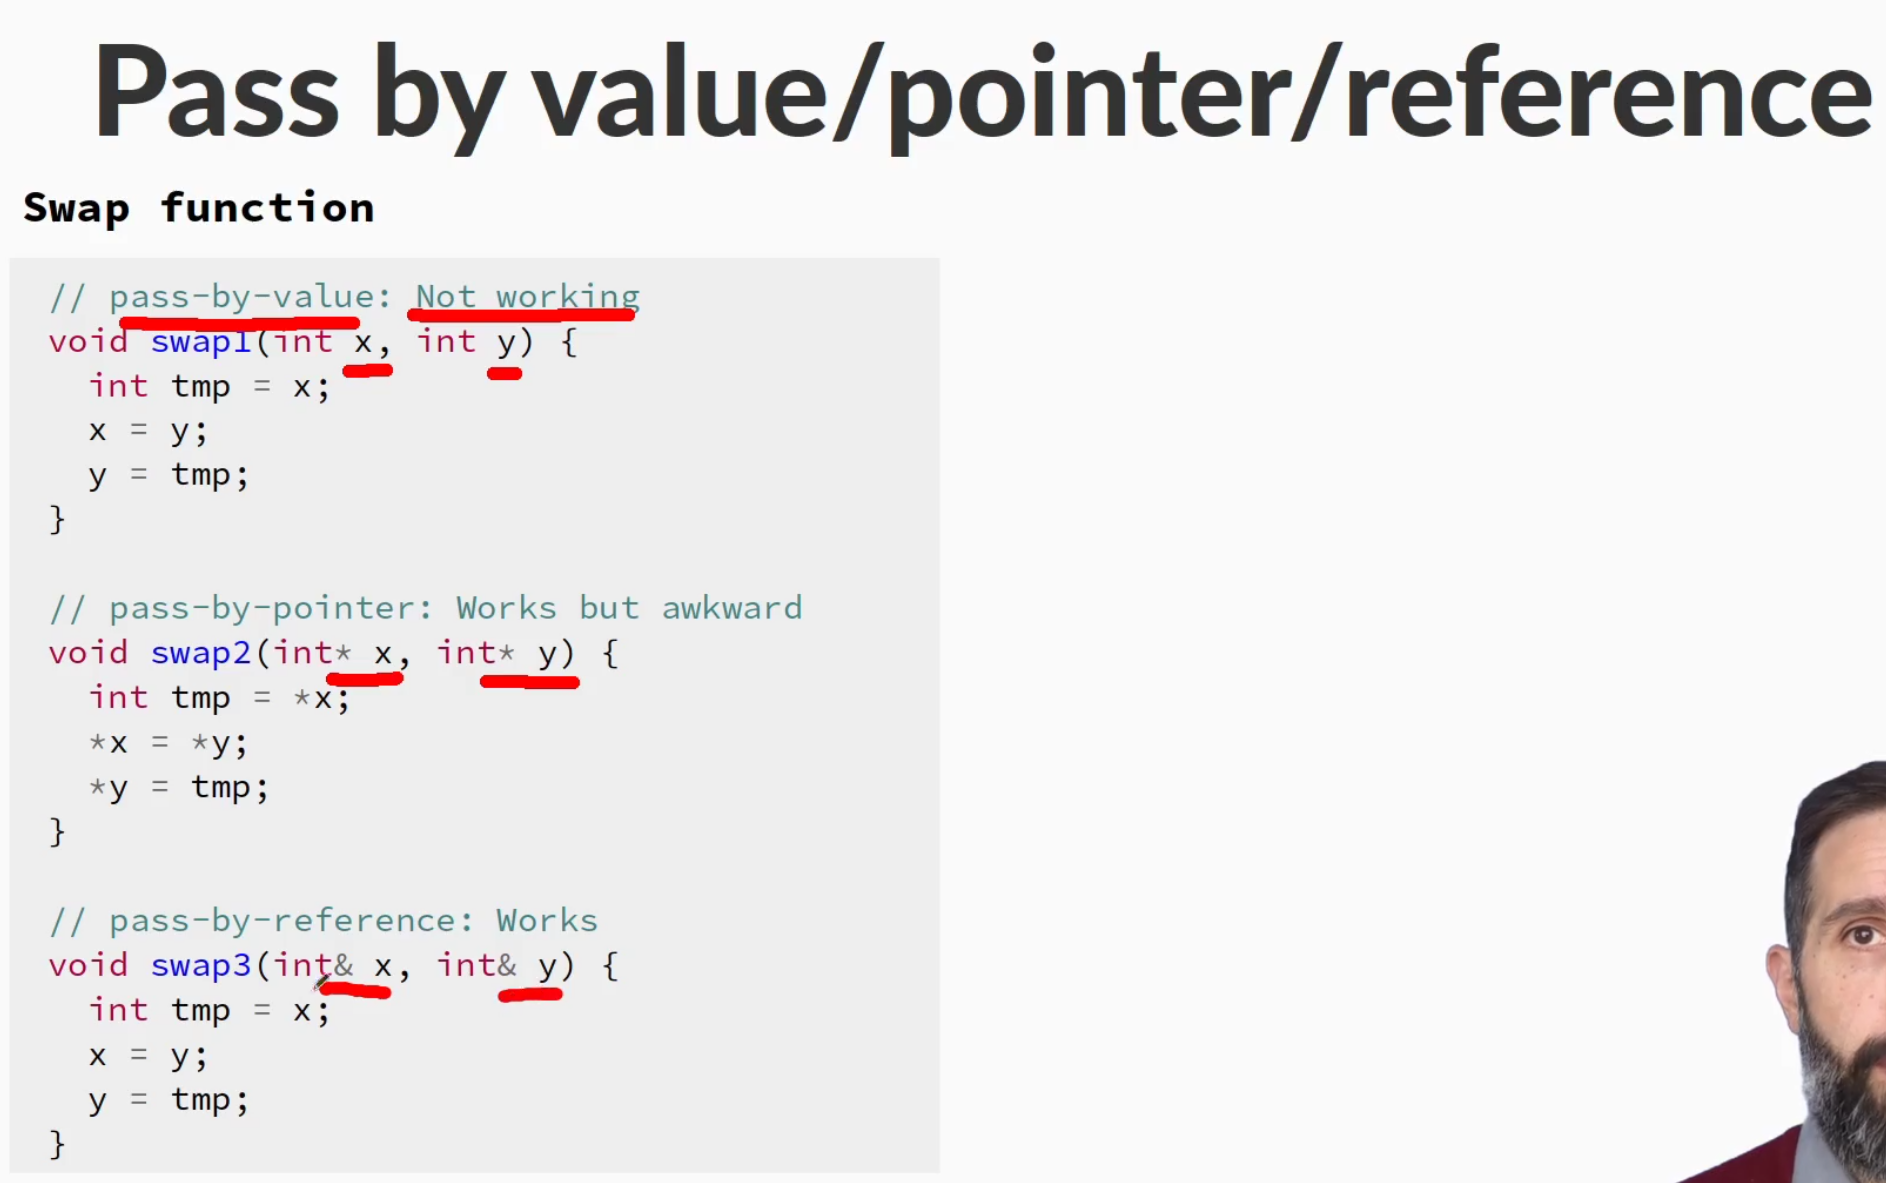 Pass by value/pointer/reference
Swap function
// pass-by-value: Not working
void swap1(int x, int y) {
  int tmp = x;
  x = y;
  y = tmp;
}
// pass-by-pointer: Works but awkward
void swap2(int* x, int* y) {
  int tmp = *x;
  *x = *y;
  *y = tmp;
}
// pass-by-reference: Works
void swap3(int& x, int& y) {
  int tmp = x;
  x = y;
  y = tmp;
}